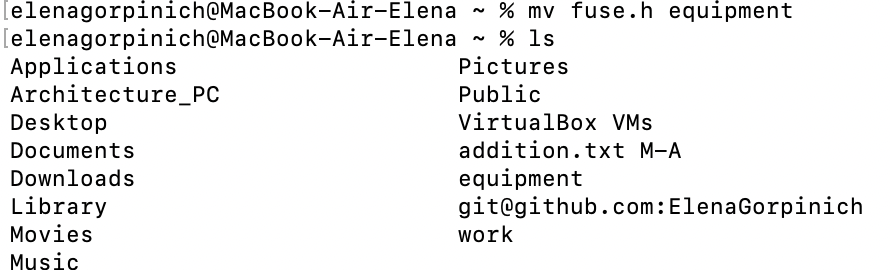 [elenagorpinich@MacBook-Air-Elena ~ % mv fuse.h equipment
[elenagorpinich@MacBook-Air-Elena ~ % ls
Applications Pictures
Architecture_PC Public
Desktop VirtualBox VMs
Documents addition.txt M-A
Downloads equipment
Library git@github.com:ElenaGorpinich
Movies work
Music